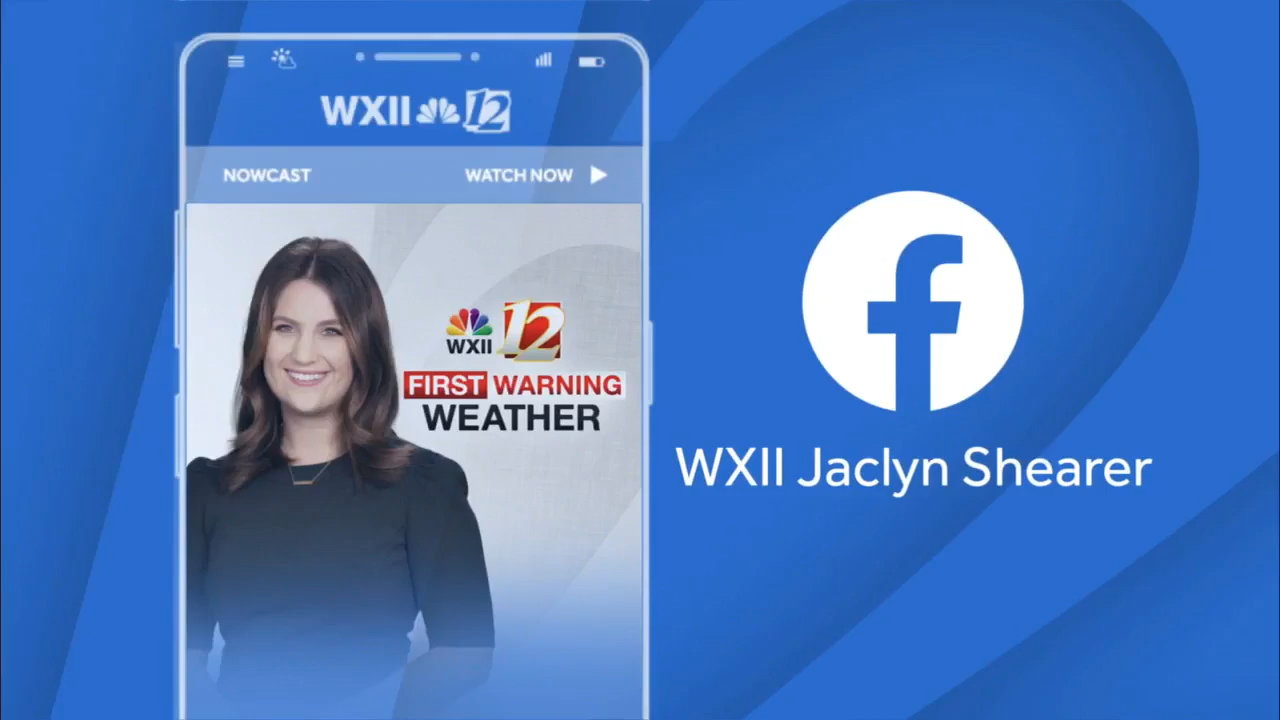 WXII 12
NOWCAST WATCH NOW
WXII 12
FIRST WARNING
WEATHER
WXII Jaclyn Shearer